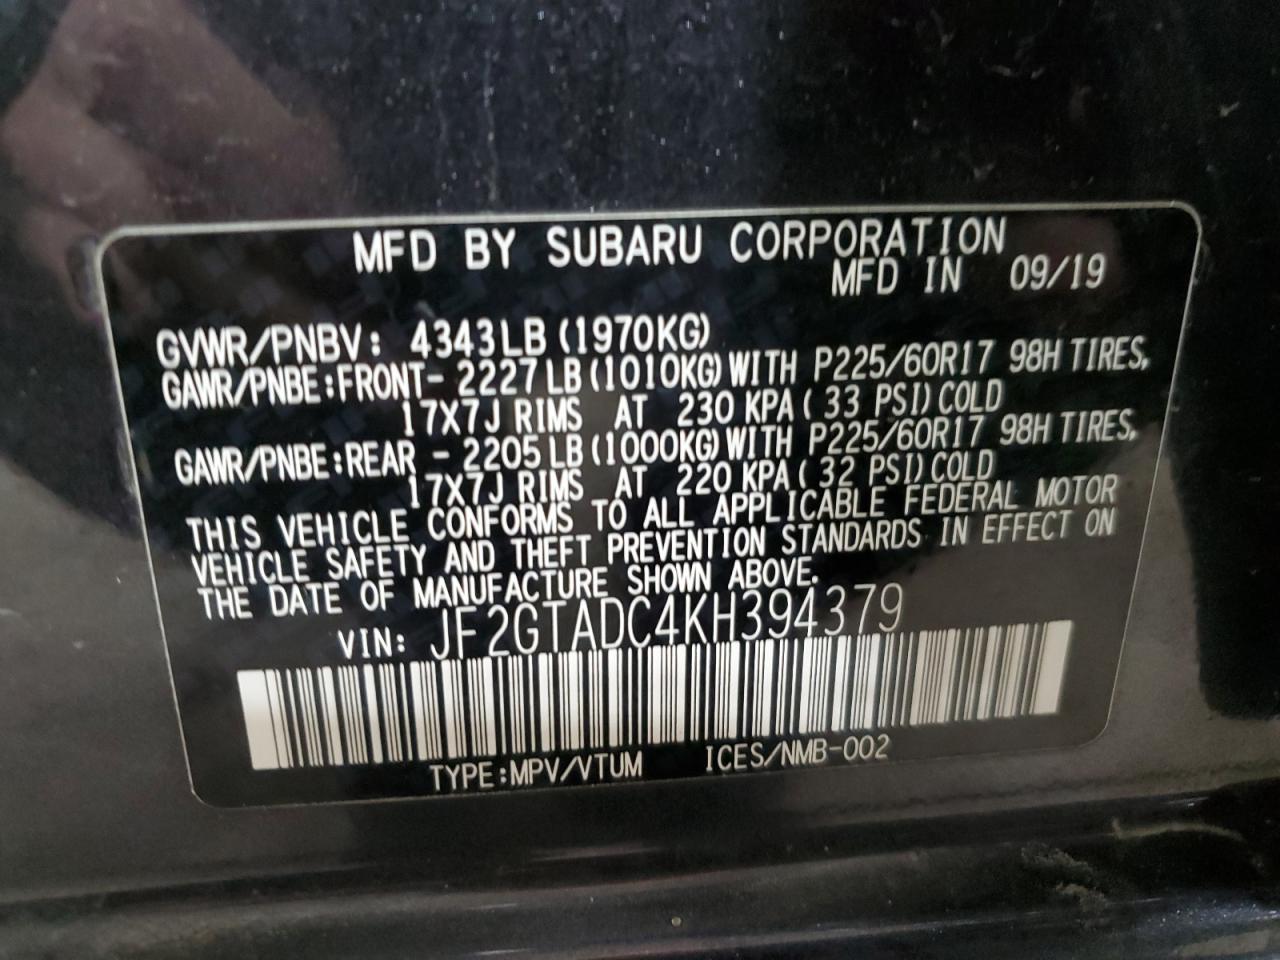 MFD BY SUBARU CORPORATION
MFD IN 09/19
GVWR/PNBV: 4343LB (1970KG)
GAWR/PNBE:FRONT- 2227LB (1010KG) WITH P225/60R17 98H TIRES,
17X7J RIMS AT 230 KPA ( 33 PSI) COLD
GAWR/PNBE:REAR - 2205LB (1000KG) WITH P225/60R17 98H TIRES,
17X7J RIMS AT 220 KPA ( 32 PSI) COLD
THIS VEHICLE CONFORMS TO ALL APPLICABLE FEDERAL MOTOR
VEHICLE SAFETY AND THEFT PREVENTION STANDARDS IN EFFECT ON
THE DATE OF MANUFACTURE SHOWN ABOVE.
VIN: JF2GTADC4KH394379
TYPE:MPV/VTUM ICES/NMB-002